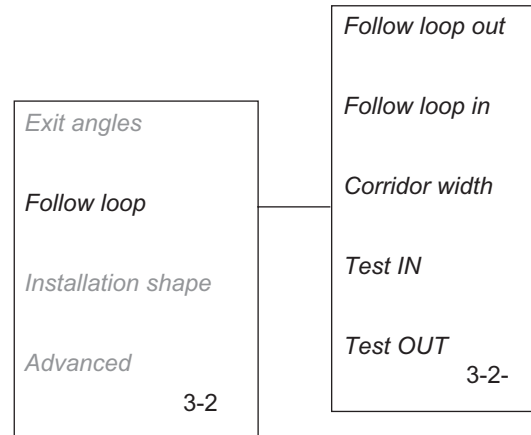 Exit angles
Follow loop
Installation shape
Advanced
3-2
Follow loop out
Follow loop in
Corridor width
Test IN
Test OUT
3-2-